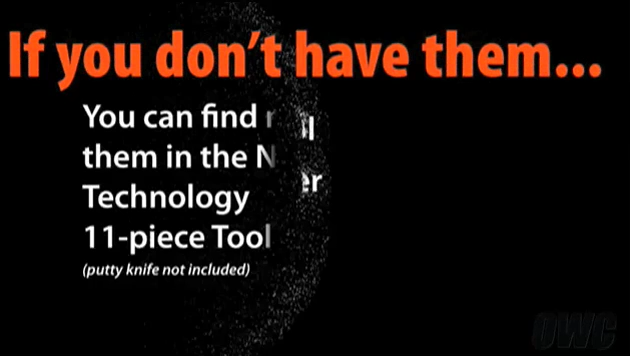 If you don't have them...
You can find
them in the N
Technology
11-piece Tool
(putty knife not included)
OWC